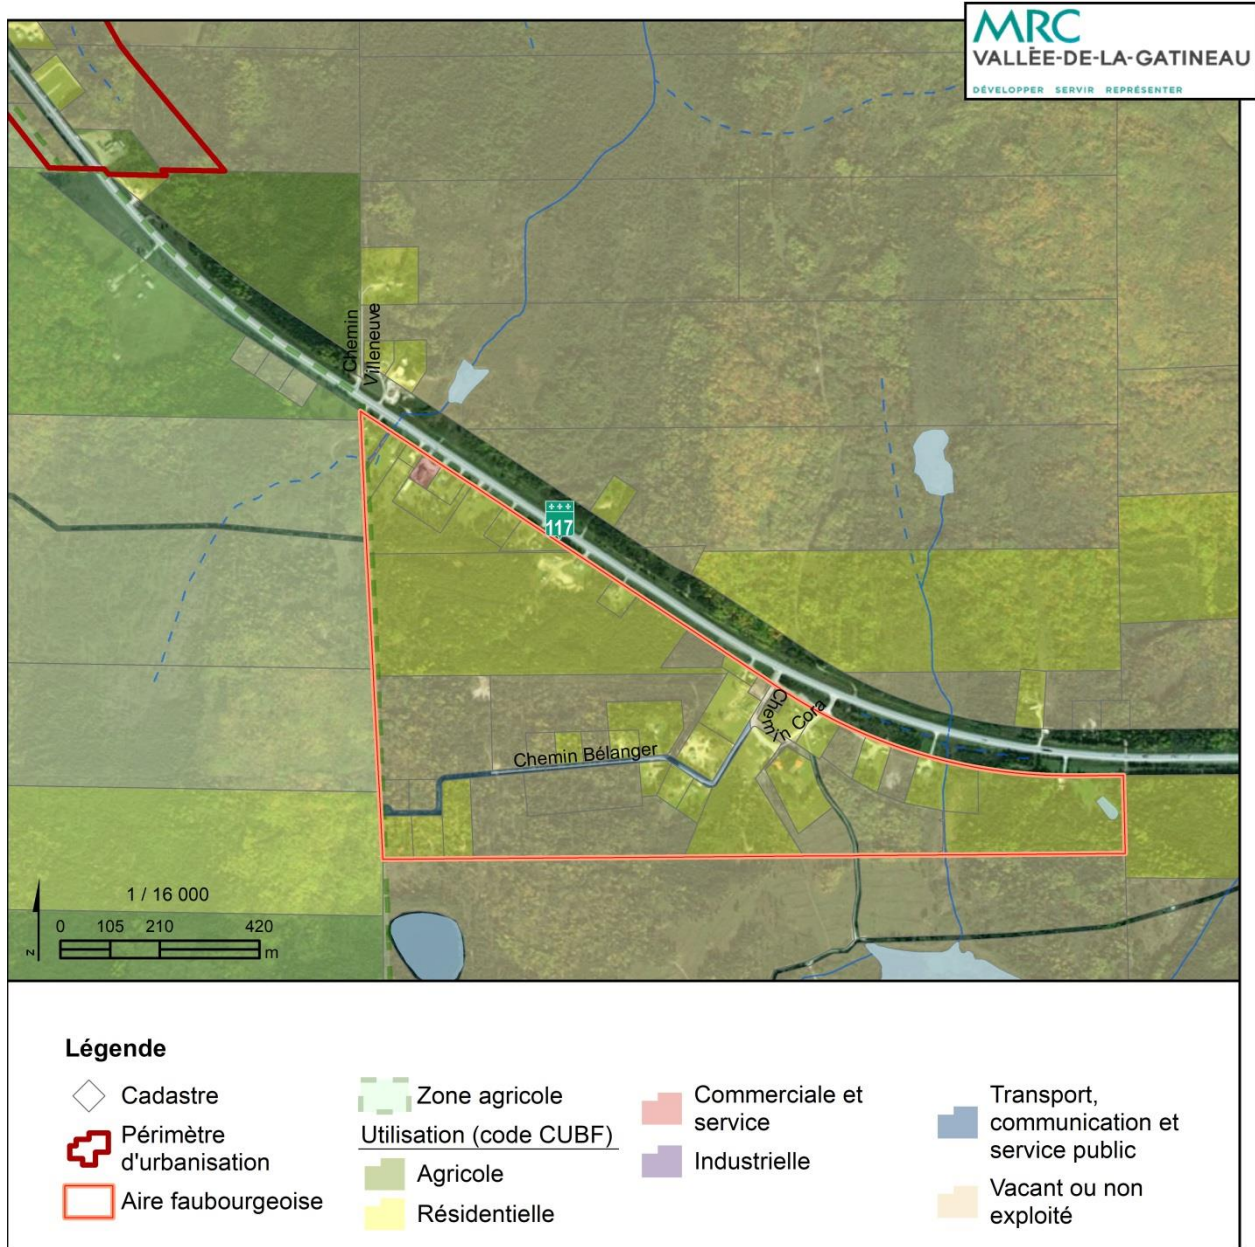 MRC
VALLÉE-DE-LA-GATINEAU
DÉVELOPPER SERVIR REPRÉSENTER
Chemin
Villeneuve
117
Chemin Cora
Chemin Bélanger
1 / 16 000
0 105 210 420
m
N
Légende
Cadastre
Périmètre
d'urbanisation
Aire faubourgeoise
Zone agricole
Utilisation (code CUBF)
Agricole
Résidentielle
Commerciale et
service
Industrielle
Transport,
communication et
service public
Vacant ou non
exploité